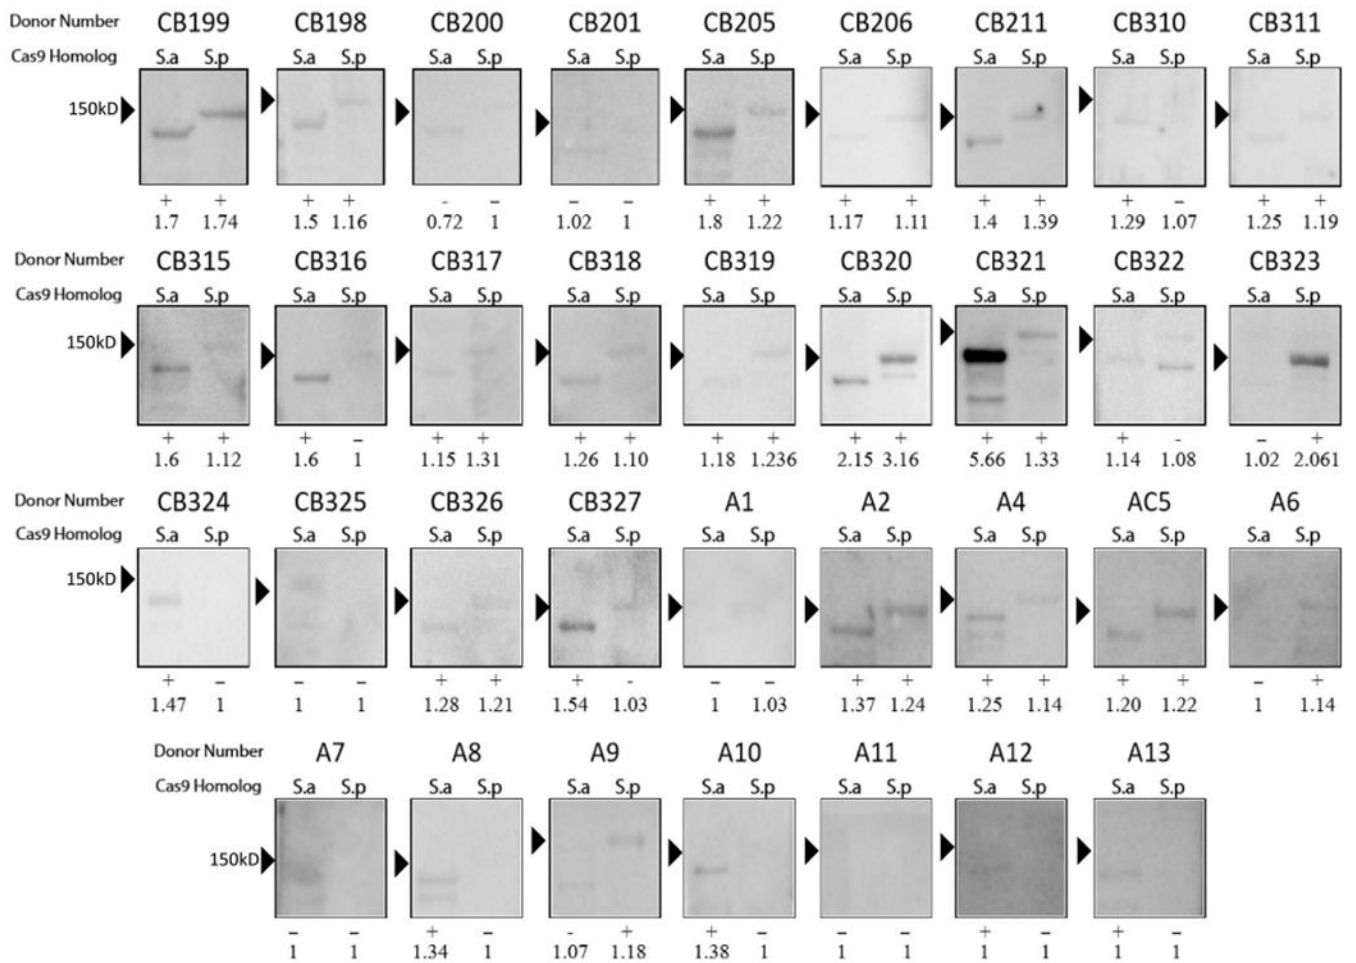 Donor Number CB199 CB198 CB200 CB201 CB205 CB206 CB211 CB310 CB311
Cas9 Homolog S.a S.p S.a S.p S.a S.p S.a S.p S.a S.p S.a S.p S.a S.p S.a S.p S.a S.p
150kD
+ + + + - – – – + + + + + + + – + +
1.7 1.74 1.5 1.16 0.72 1 1.02 1 1.8 1.22 1.17 1.11 1.4 1.39 1.29 1.07 1.25 1.19
Donor Number CB315 CB316 CB317 CB318 CB319 CB320 CB321 CB322 CB323
Cas9 Homolog S.a S.p S.a S.p S.a S.p S.a S.p S.a S.p S.a S.p S.a S.p S.a S.p S.a S.p
150kD
+ + + – + + + + + + + + + + + - – +
1.6 1.12 1.6 1 1.15 1.31 1.26 1.10 1.18 1.236 2.15 3.16 5.66 1.33 1.14 1.08 1.02 2.061
Donor Number CB324 CB325 CB326 CB327 A1 A2 A4 AC5 A6
Cas9 Homolog S.a S.p S.a S.p S.a S.p S.a S.p S.a S.p S.a S.p S.a S.p S.a S.p S.a S.p
150kD
+ – – – + + + - – – + + + + + + – +
1.47 1 1 1 1.28 1.21 1.54 1.03 1 1.03 1.37 1.24 1.25 1.14 1.20 1.22 1 1.14
Donor Number A7 A8 A9 A10 A11 A12 A13
Cas9 Homolog S.a S.p S.a S.p S.a S.p S.a S.p S.a S.p S.a S.p S.a S.p
150kD
– – + – - + + – – – + – + –
1 1 1.34 1 1.07 1.18 1.38 1 1 1 1 1 1 1